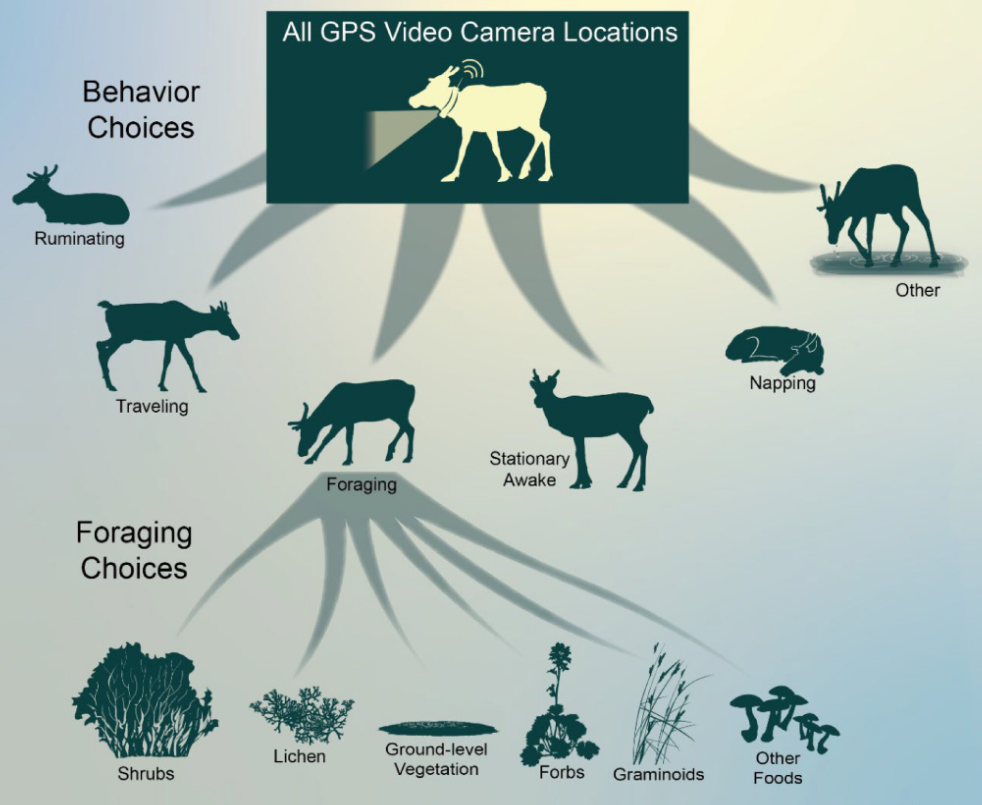 All GPS Video Camera Locations
Behavior
Choices
Ruminating
Other
Traveling
Napping
Stationary
Awake
Foraging
Foraging
Choices
Shrubs
Lichen
Ground-level
Vegetation
Forbs
Graminoids
Other
Foods